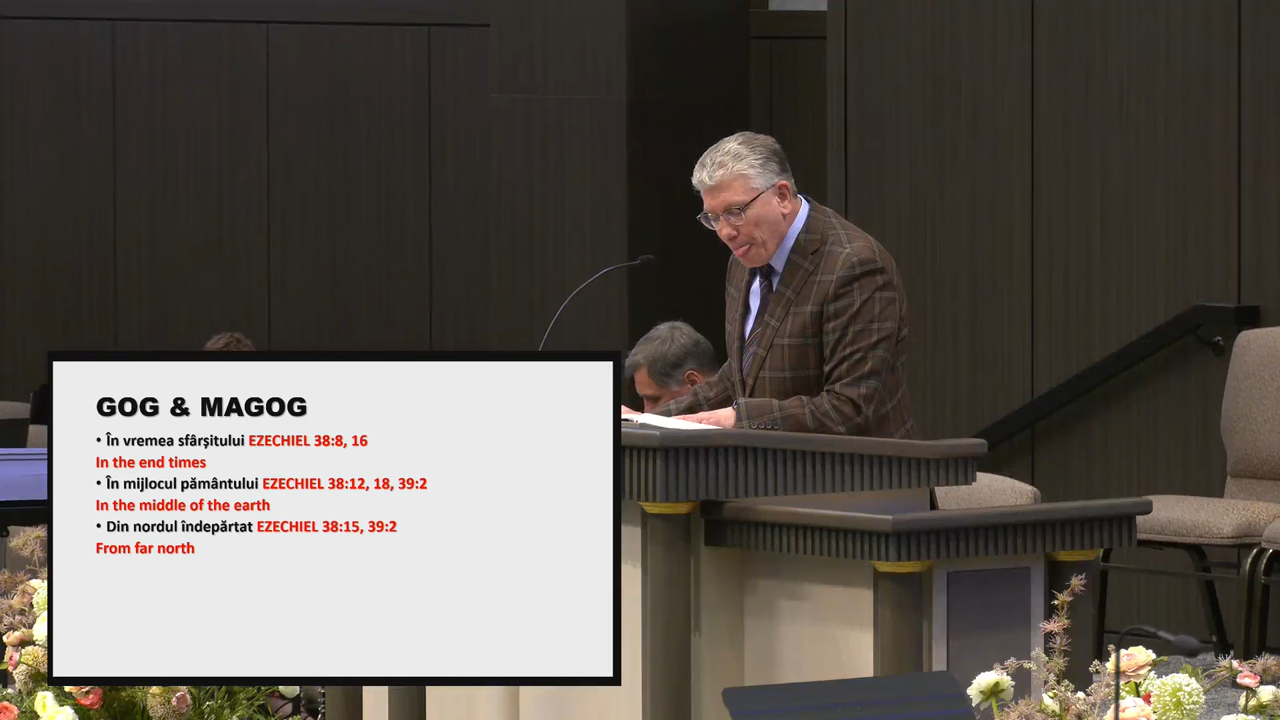 GOG & MAGOG
• În vremea sfârșitului EZECHIEL 38:8, 16
In the end times
• În mijlocul pământului EZECHIEL 38:12, 18, 39:2
In the middle of the earth
• Din nordul îndepărtat EZECHIEL 38:15, 39:2
From far north